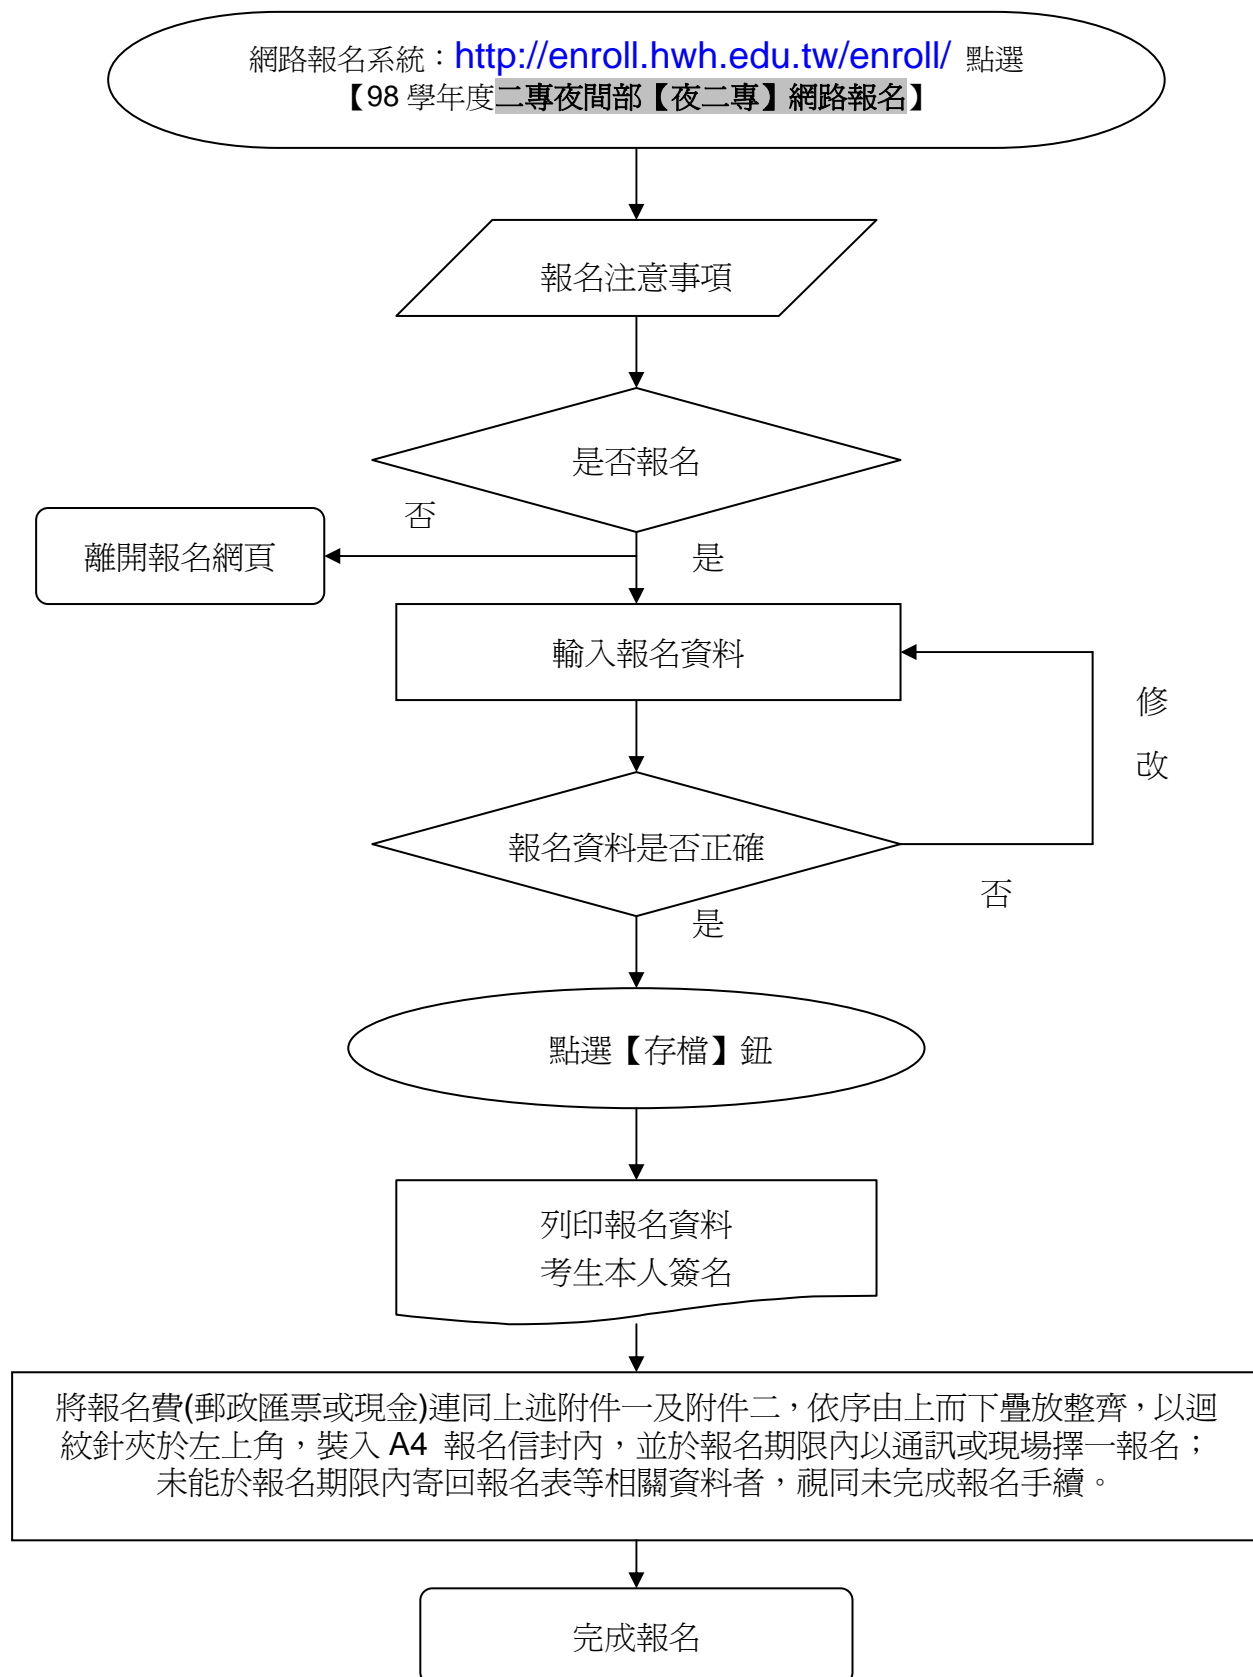 網路報名系統：http://enroll.hwh.edu.tw/enroll/ 點選
【98 學年度二專夜間部【夜二專】網路報名】
報名注意事項
是否報名
否
離開報名網頁
是
輸入報名資料
修
改
報名資料是否正確
否
是
點選【存檔】鈕
列印報名資料
考生本人簽名
將報名費(郵政匯票或現金)連同上述附件一及附件二，依序由上而下疊放整齊，以迴
紋針夾於左上角，裝入 A4 報名信封內，並於報名期限內以通訊或現場擇一報名；
未能於報名期限內寄回報名表等相關資料者，視同未完成報名手續。
完成報名